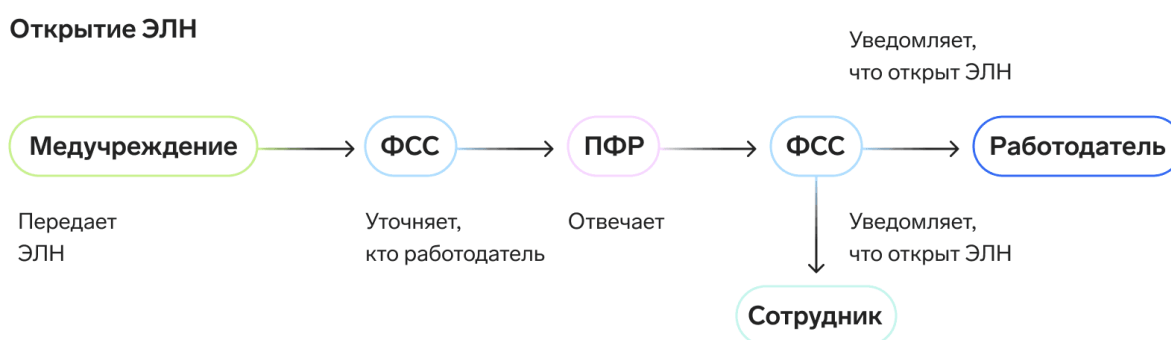 Открытие ЭЛН
Уведомляет,
что открыт ЭЛН
Медучреждение
ФСС
ПФР
ФСС
Работодатель
Передает
ЭЛН
Уточняет,
кто работодатель
Отвечает
Уведомляет,
что открыт ЭЛН
Сотрудник